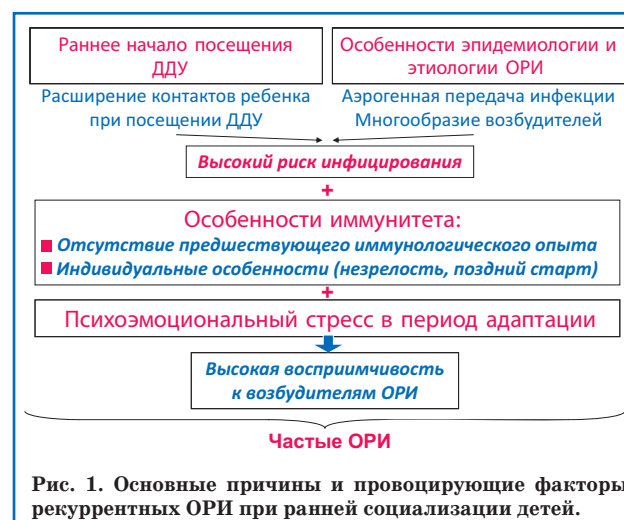 Раннее начало посещения
ДДУ
Особенности эпидемиологии и
этиологии ОРИ
Расширение контактов ребенка
при посещении ДДУ
Аэрогенная передача инфекции
Многообразие возбудителей
Высокий риск инфицирования
+
Особенности иммунитета:
Отсутствие предшествующего иммунологического опыта
Индивидуальные особенности (незрелость, поздний старт)
+
Психоэмоциональный стресс в период адаптации
Высокая восприимчивость
к возбудителям ОРИ
Частые ОРИ
Рис. 1. Основные причины и провоцирующие факторы
рекуррентных ОРИ при ранней социализации детей.